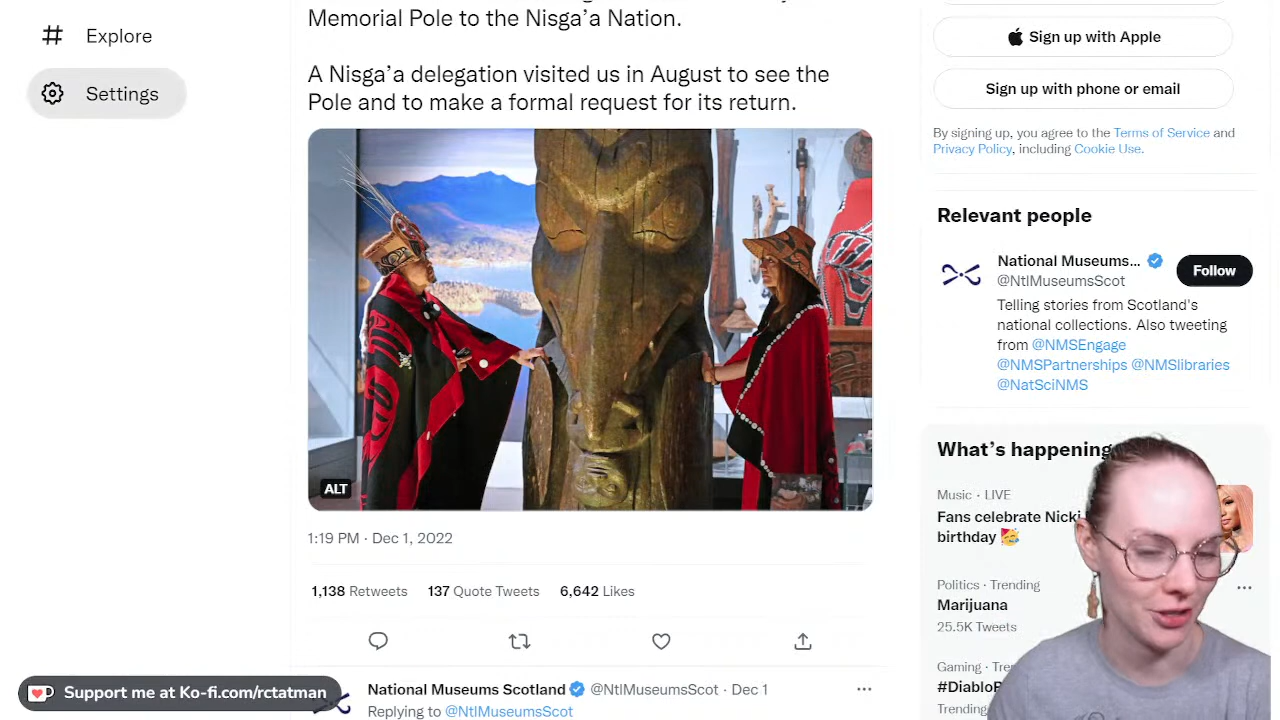 Explore
Settings
Memorial Pole to the Nisga’a Nation.
A Nisga’a delegation visited us in August to see the
Pole and to make a formal request for its return.
ALT
1:19 PM · Dec 1, 2022
1,138 Retweets 137 Quote Tweets 6,642 Likes
National Museums Scotland @NtlMuseumsScot · Dec 1
Replying to @NtlMuseumsScot
Support me at Ko-fi.com/rctatman
Sign up with Apple
Sign up with phone or email
By signing up, you agree to the Terms of Service and
Privacy Policy, including Cookie Use.
Relevant people
National Museums...
Follow
@NtlMuseumsScot
Telling stories from Scotland's
national collections. Also tweeting
from @NMSEngage
@NMSPartnerships @NMSlibraries
@NatSciNMS
What’s happening
Music · LIVE
Fans celebrate Nicki
birthday 🥳
Politics · Trending
Marijuana
25.5K Tweets
Gaming ·
Trending